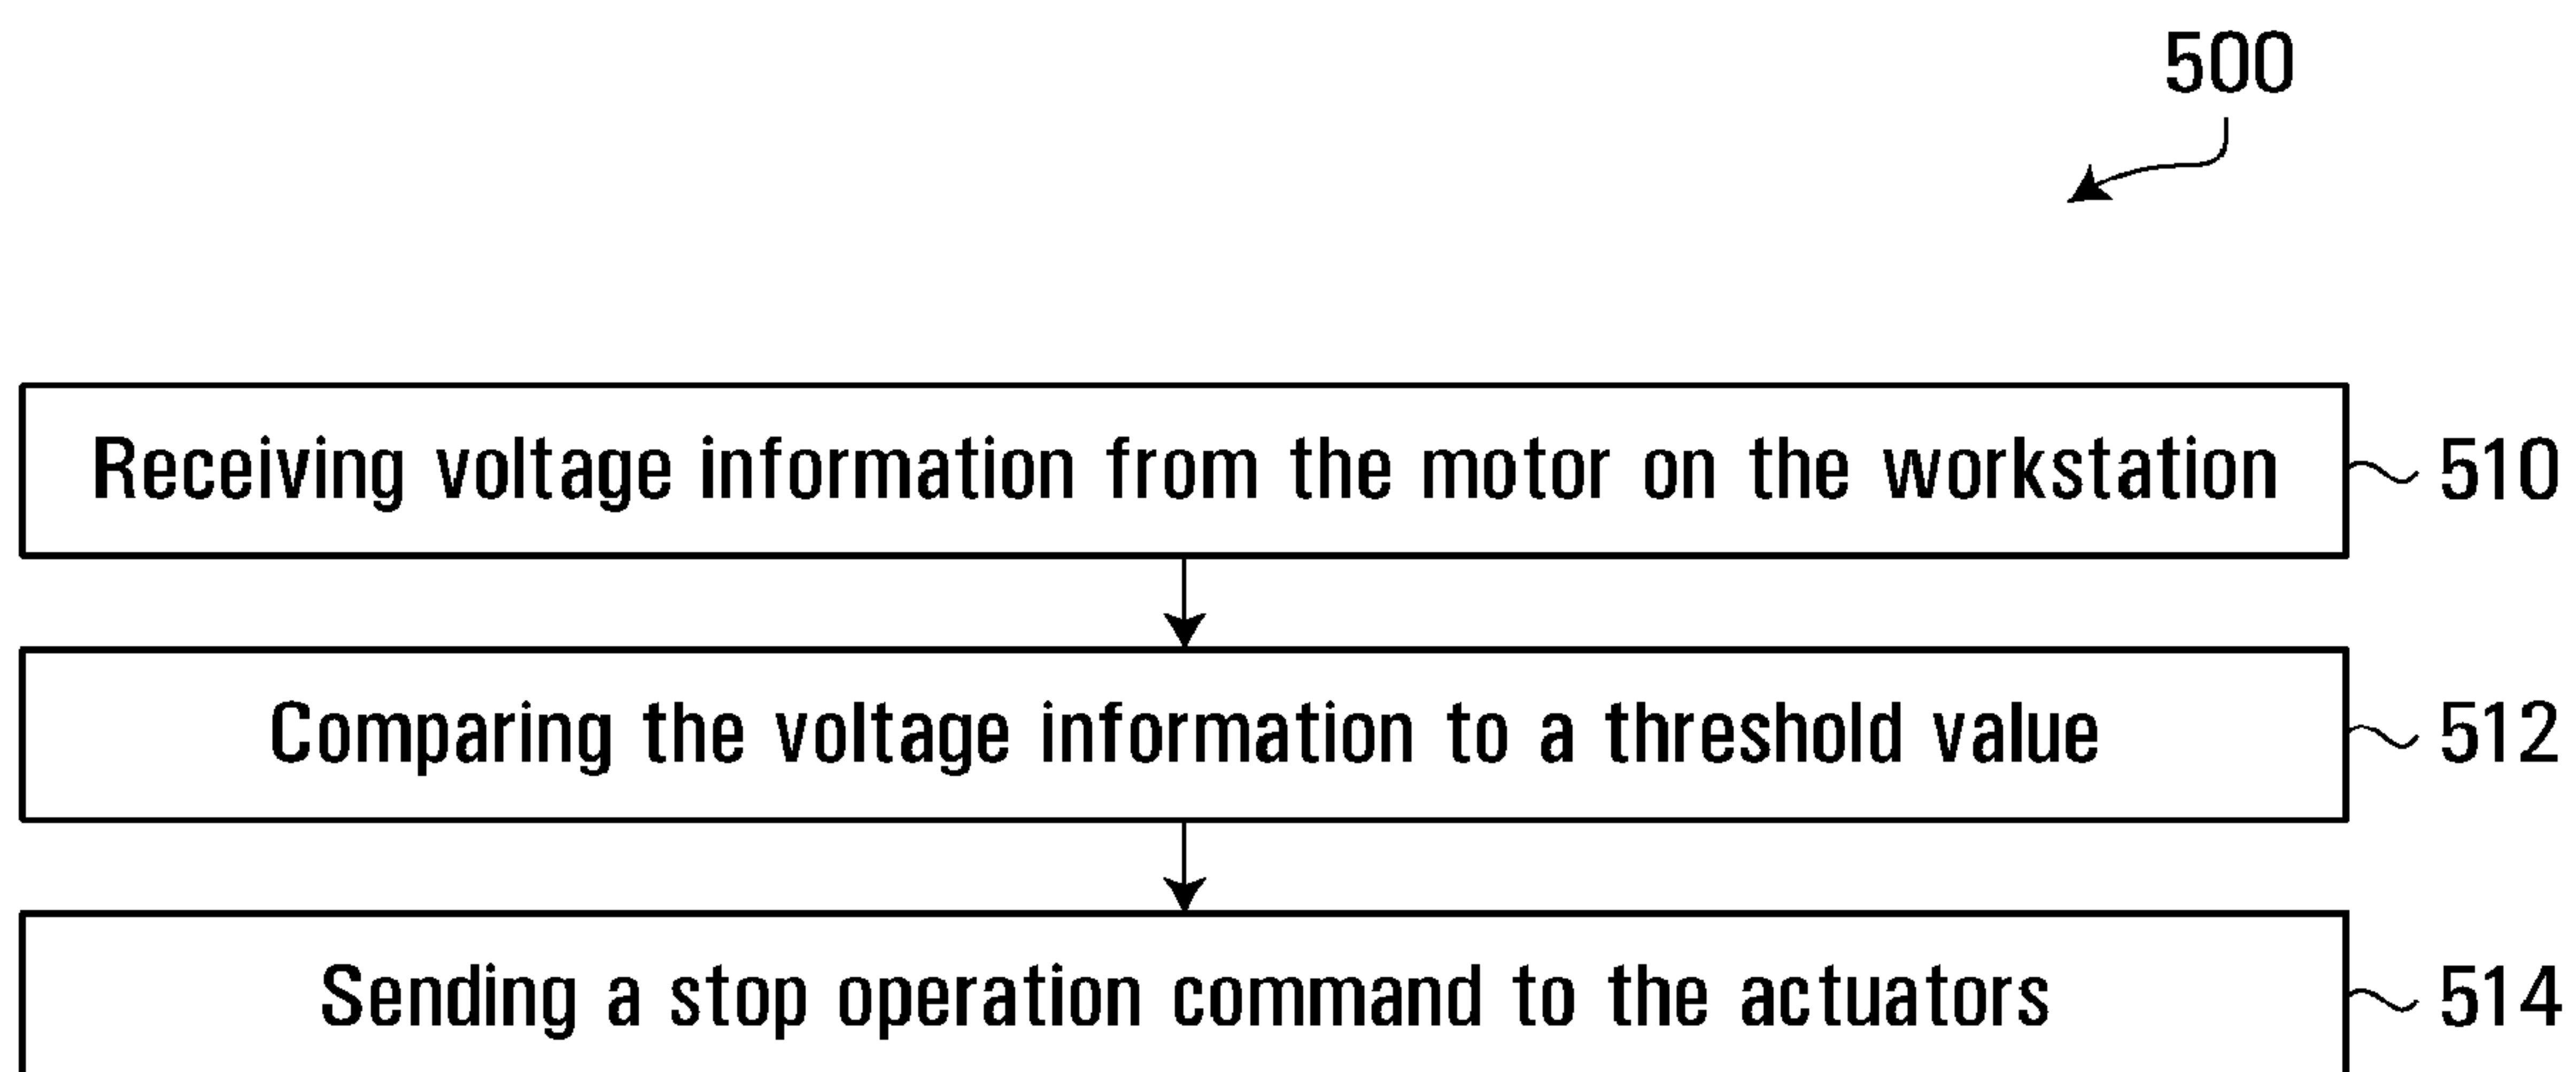 500
Receiving voltage information from the motor on the workstation 510
Comparing the voltage information to a threshold value 512
Sending a stop operation command to the actuators 514